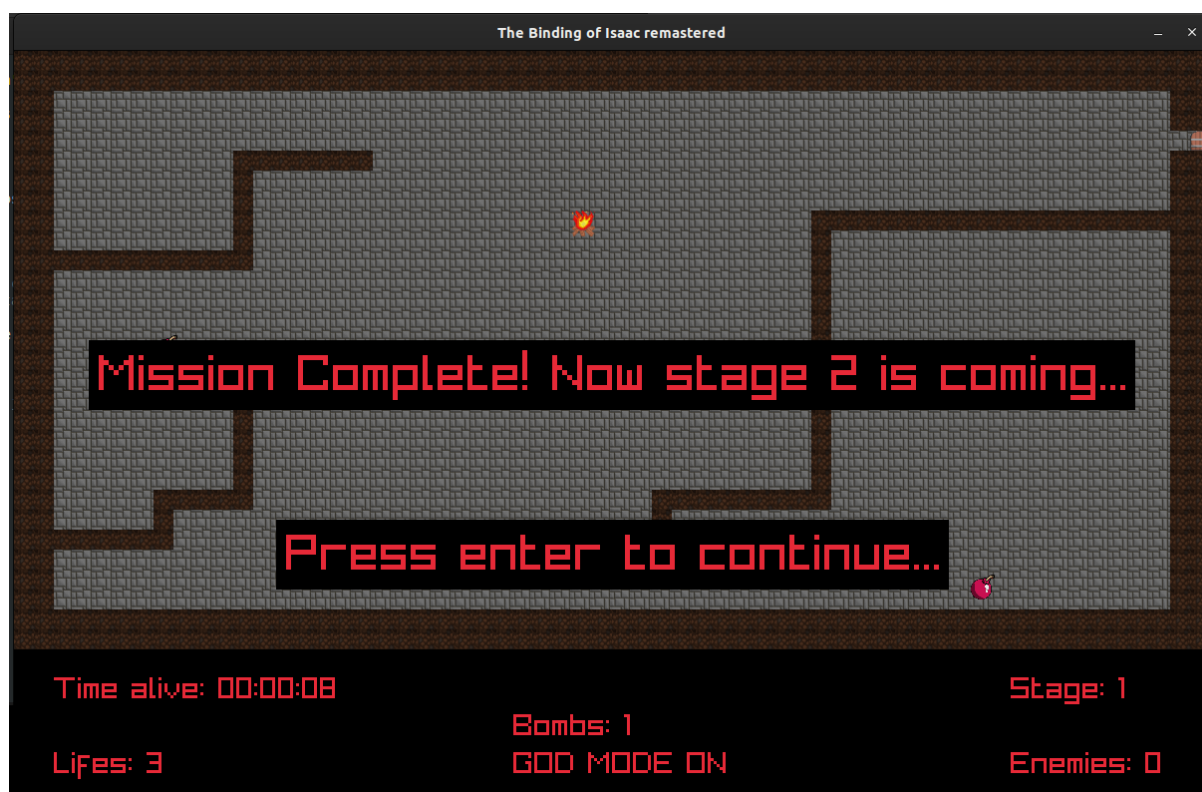 The Binding of Isaac remastered
Mission Complete! Now stage 2 is coming...
Press enter to continue...
Time alive: 00:00:08
Stage: 1
Bombs: 1
Lifes: 3
GOD MODE ON
Enemies: 0